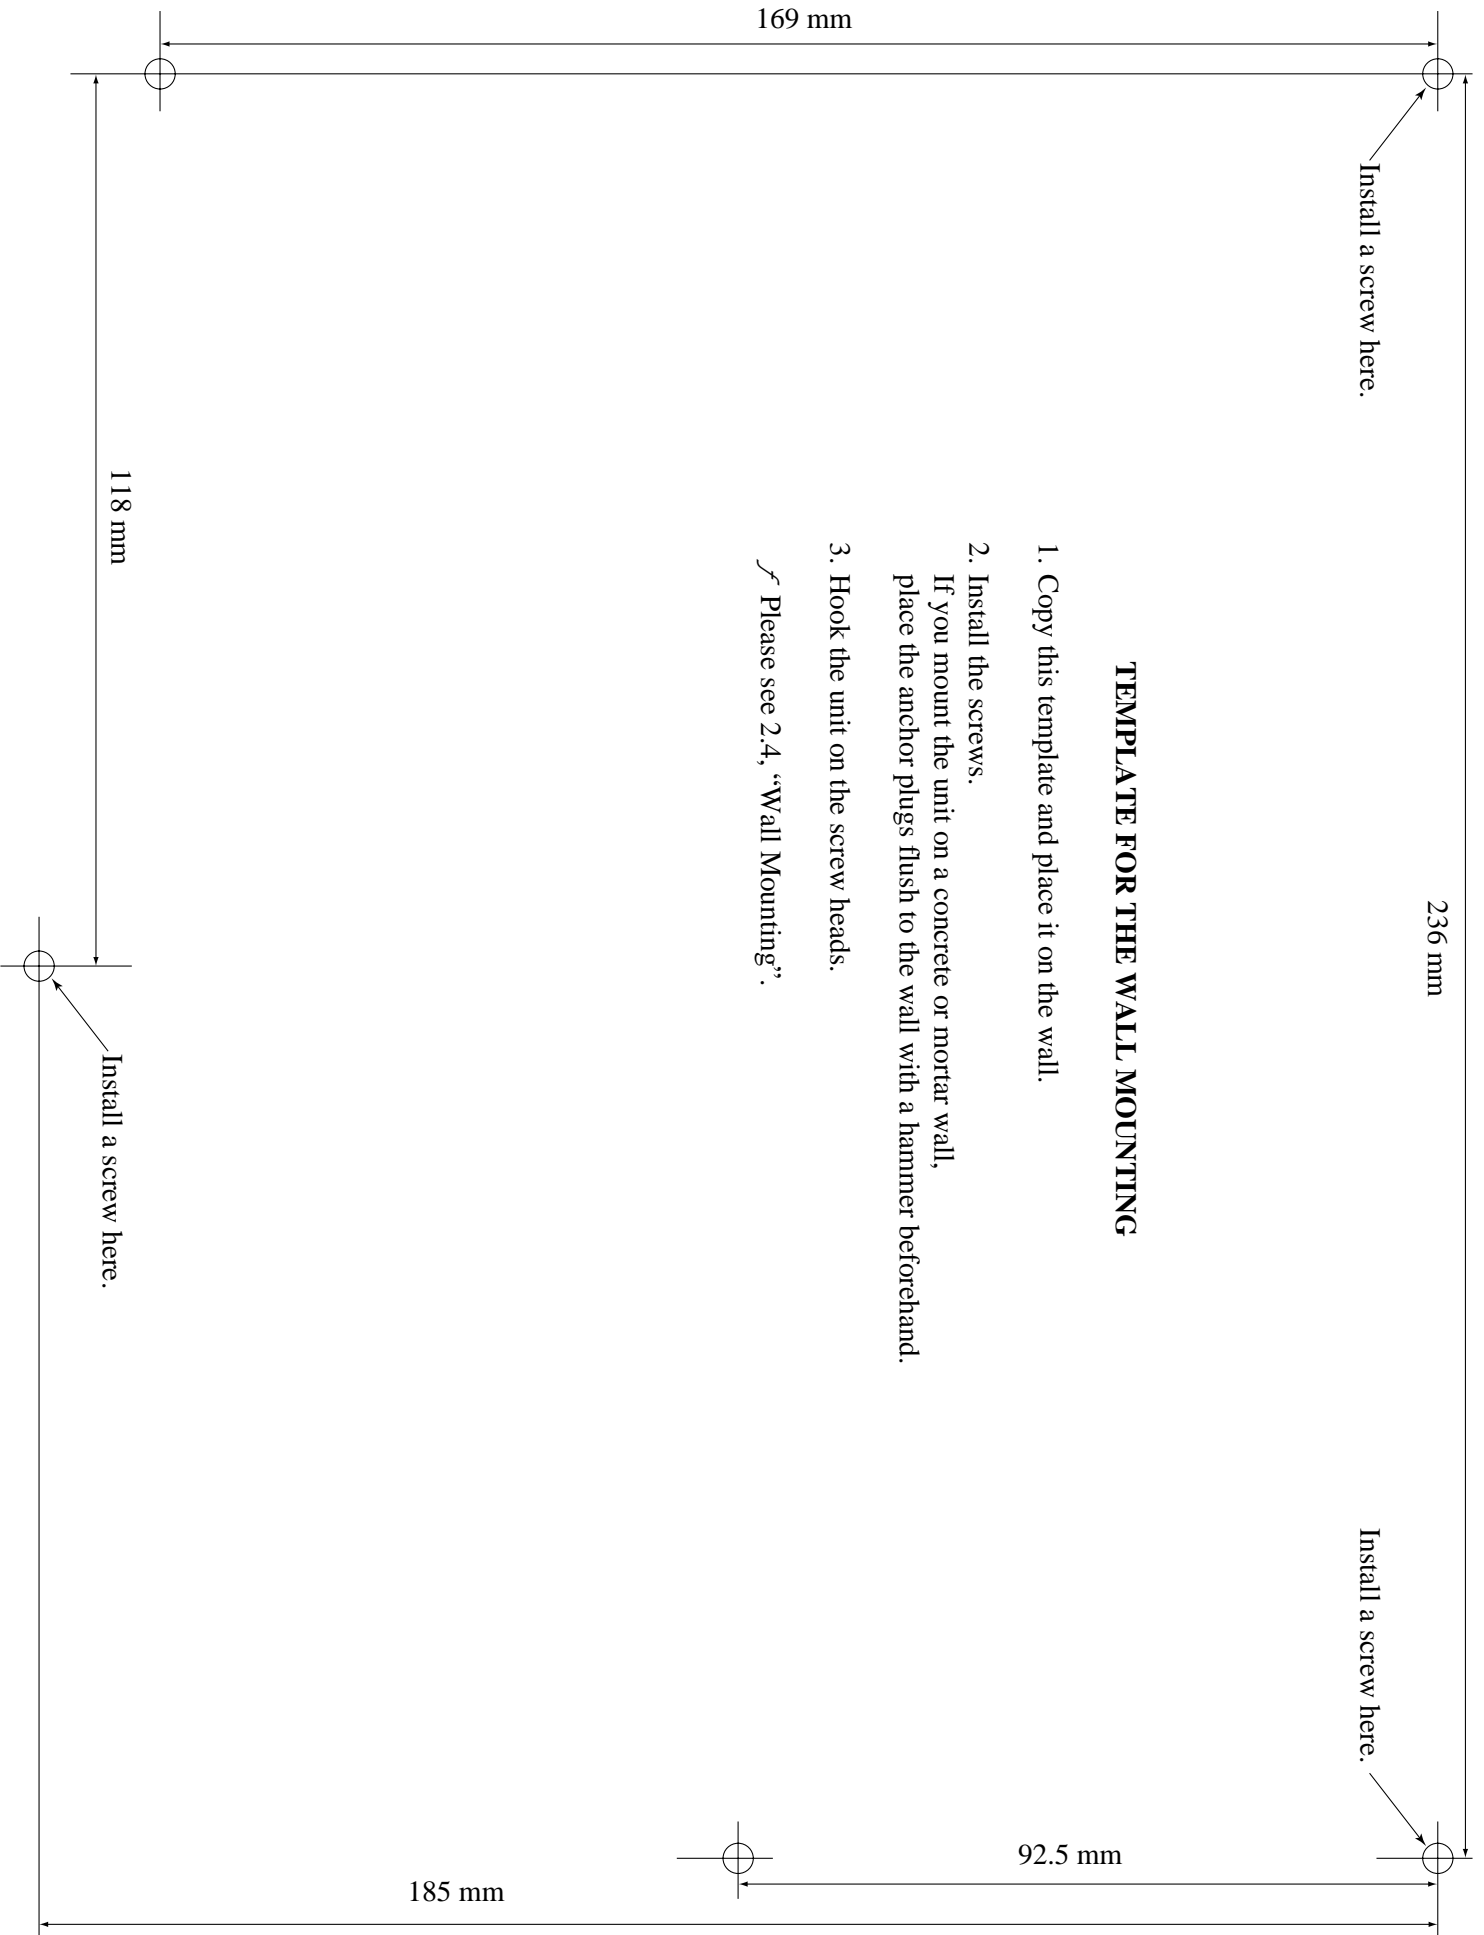 236 mm
Install a screw here.
Install a screw here.
169 mm
92.5 mm
185 mm
TEMPLATE FOR THE WALL MOUNTING
1. Copy this template and place it on the wall.
2. Install the screws.
If you mount the unit on a concrete or mortar wall,
place the anchor plugs flush to the wall with a hammer beforehand.
3. Hook the unit on the screw heads.
ƒ Please see 2.4, “Wall Mounting”.
118 mm
Install a screw here.